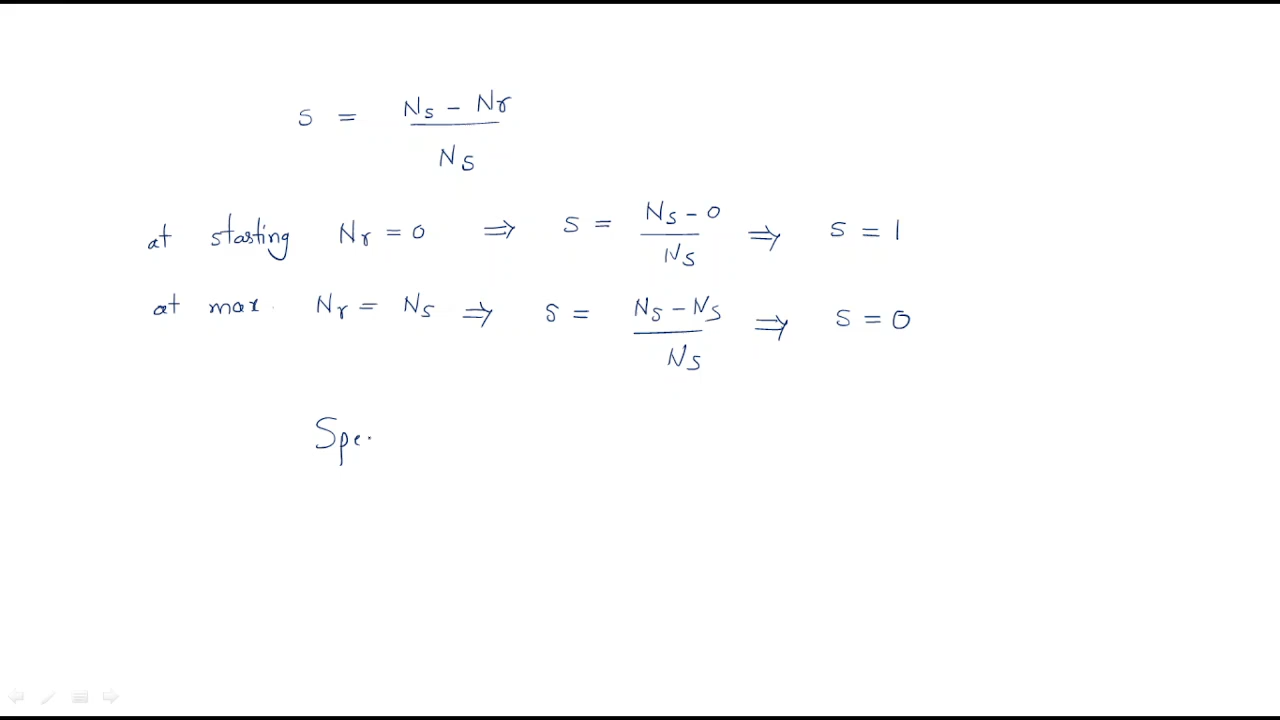 s = (Ns - Nr) / Ns
at starting Nr = 0 ⇒ s = (Ns - 0) / Ns ⇒ s = 1
at max. Nr = Ns ⇒ s = (Ns - Ns) / Ns ⇒ s = 0
Spe